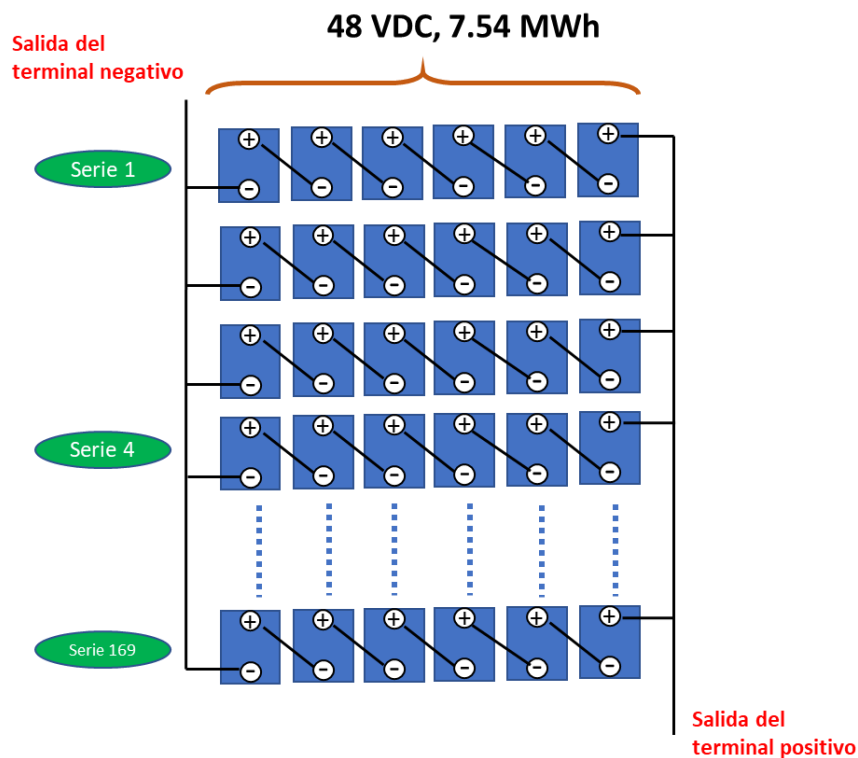 48 VDC, 7.54 MWh
Salida del
terminal negativo
Serie 1
+ + + + + +
- - - - - -
+ + + + + +
- - - - - -
+ + + + + +
- - - - - -
Serie 4
+ + + + + +
- - - - - -
Serie 169
+ + + + + +
- - - - - -
Salida del
terminal positivo